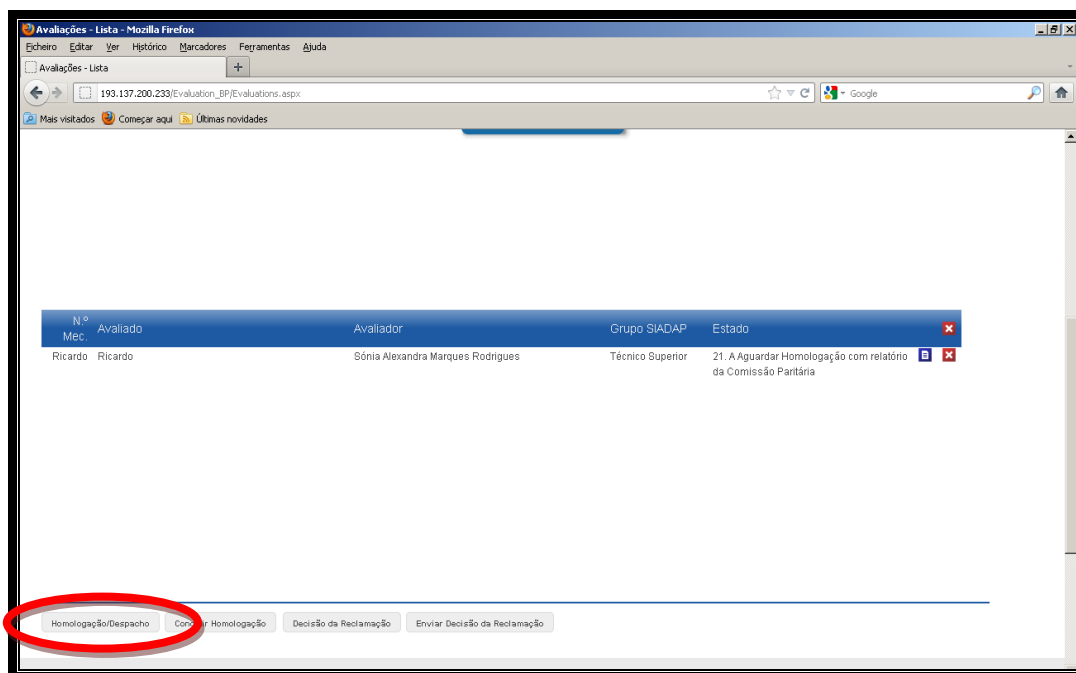 Avaliações - Lista - Mozilla Firefox
Ficheiro Editar Ver Histórico Marcadores Ferramentas Ajuda
Avaliações - Lista +
193.137.200.233/Evaluation_BP/Evaluations.aspx Google
Mais visitados Começar aqui Últimas novidades
N.º Mec. Avaliado Avaliador Grupo SIADAP Estado
Ricardo Ricardo Sónia Alexandra Marques Rodrigues Técnico Superior 21. A Aguardar Homologação com relatório
da Comissão Paritária
Homologação/Despacho Homologação Decisão da Reclamação Enviar Decisão da Reclamação